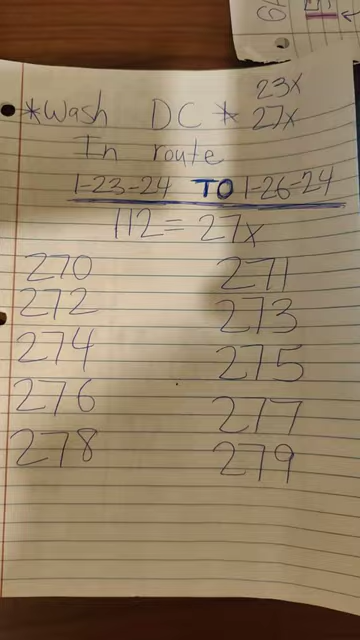 23x
*Wash DC * 27x
In route
1-23-24 TO 1-26-24
112 = 27x
270 271
272 273
274 275
276 277
278 279